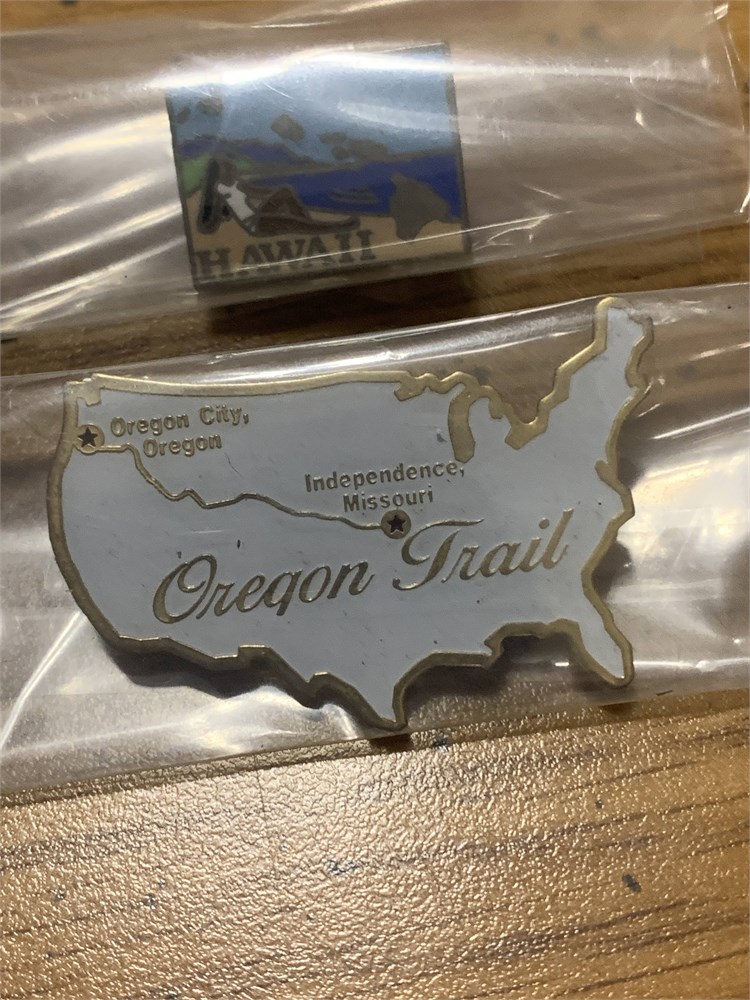 HAWAII
Oregon City,
Oregon
Independence,
Missouri
Oregon Trail